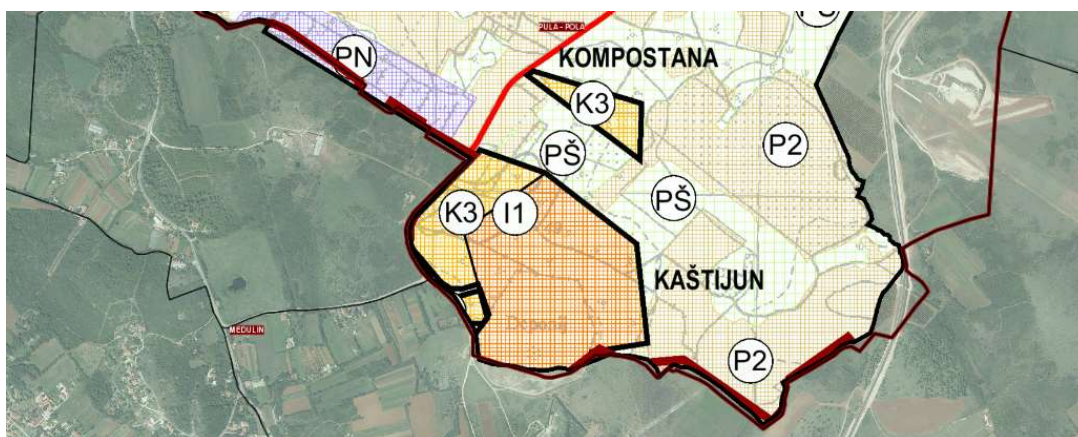 PULA - POLA
PN
KOMPOSTANA
K3
P2
PŠ
PŠ
K3
I1
KAŠTIJUN
MEDULIN
P2